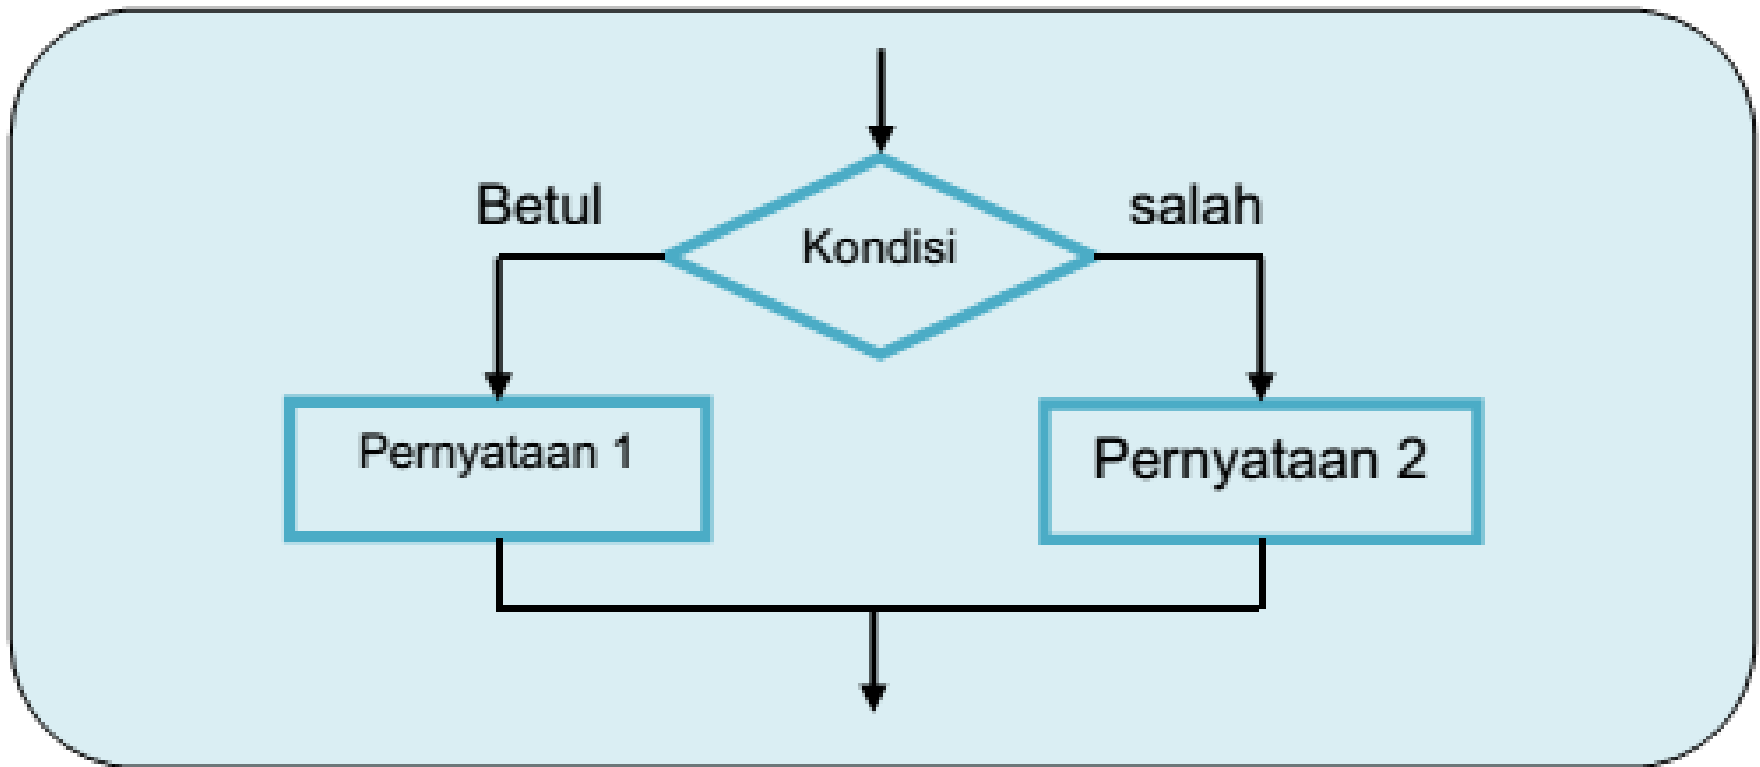 Betul
salah
Kondisi
Pernyataan 1
Pernyataan 2